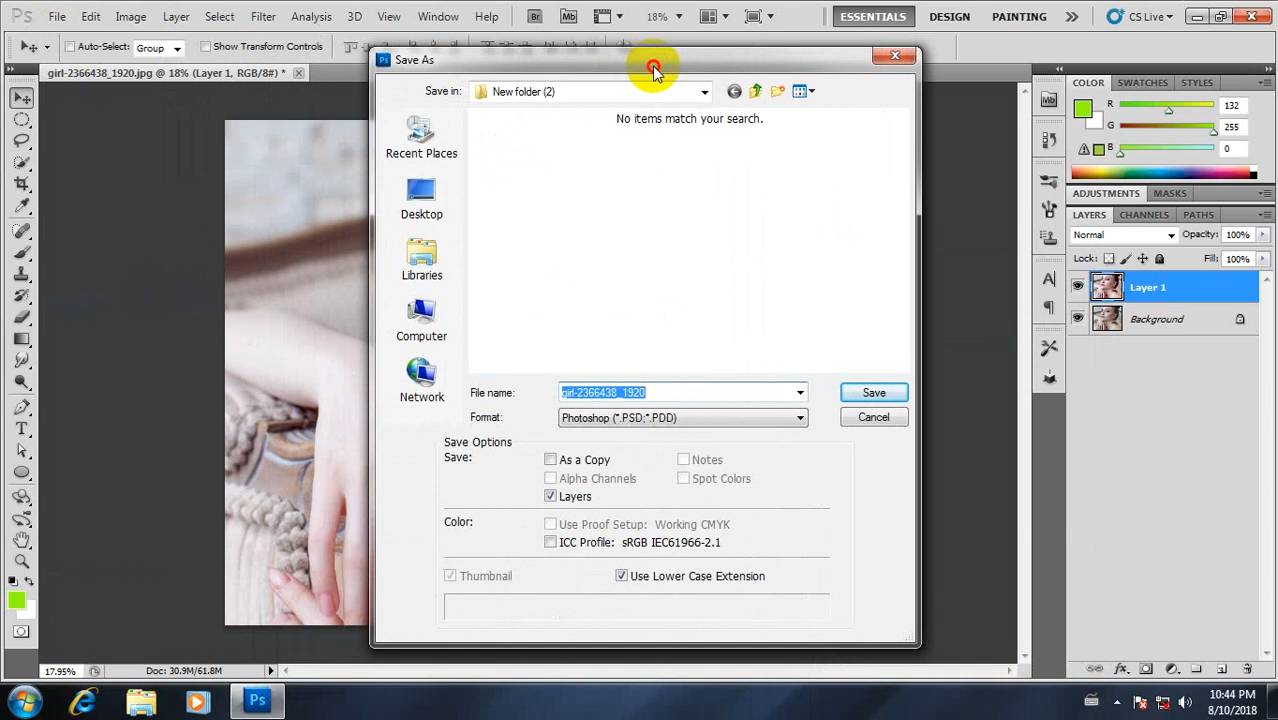 Ps File Edit Image Layer Select Filter Analysis 3D View Window Help Br Mb 18% ESSENTIALS DESIGN PAINTING CS Live
Auto-Select: Group Show Transform Controls
girl-2366438_1920.jpg @ 18% (Layer 1, RGB/8#) *
Ps Save As
Save in: New folder (2)
No items match your search.
Recent Places
Desktop
Libraries
Computer
Network
File name: girl-2366438_1920 Save
Format: Photoshop (*.PSD;*.PDD) Cancel
Save Options
Save: As a Copy Notes
Alpha Channels Spot Colors
Layers
Color: Use Proof Setup: Working CMYK
ICC Profile: sRGB IEC61966-2.1
Thumbnail Use Lower Case Extension
Mb
COLOR SWATCHES STYLES
R 132
G 255
B 0
ADJUSTMENTS MASKS
LAYERS CHANNELS PATHS
Normal Opacity: 100%
Lock: Fill: 100%
Layer 1
Background
17.95% Doc: 30.9M/61.8M
Ps
10:44 PM
8/10/2018